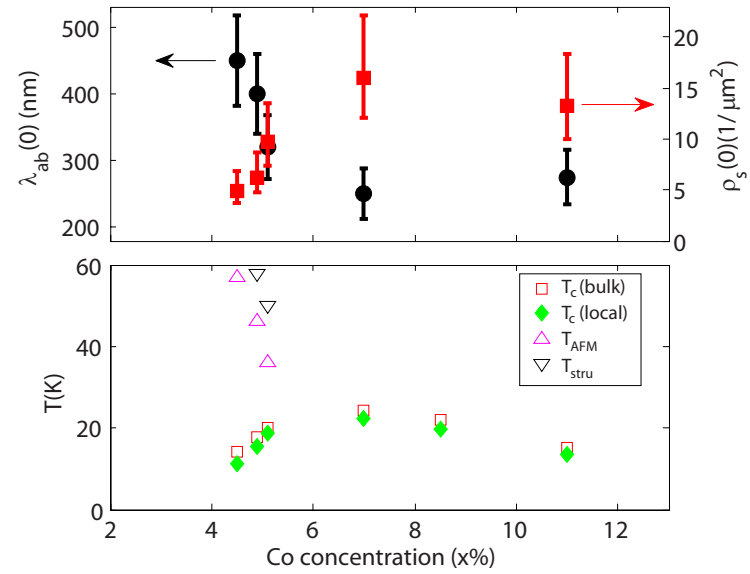 500
400
300
200
λab(0) (nm)
20
15
10
5
0
ρs(0)(1/μm²)
60
40
20
0
T(K)
Tc (bulk)
Tc (local)
TAFM
Tstru
2
4
6
8
10
12
Co concentration (x%)